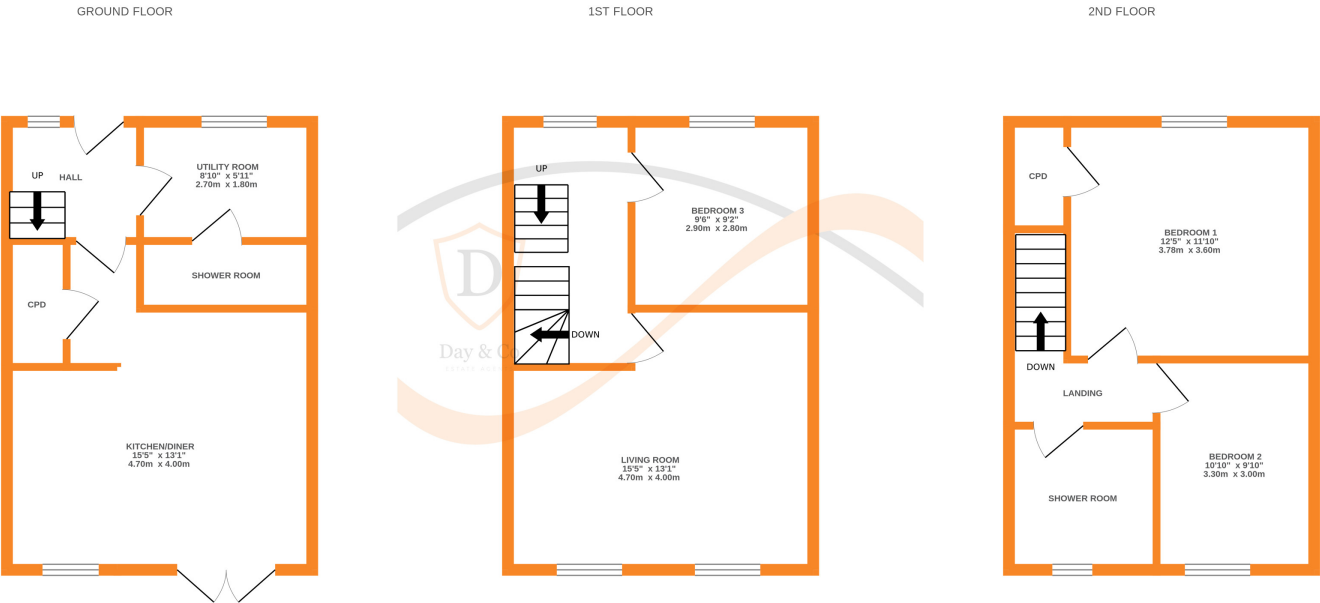 GROUND FLOOR
1ST FLOOR
2ND FLOOR
UP
HALL
UTILITY ROOM
8'10" x 5'11"
2.70m x 1.80m
SHOWER ROOM
CPD
KITCHEN/DINER
15'5" x 13'1"
4.70m x 4.00m
UP
BEDROOM 3
9'6" x 9'2"
2.90m x 2.80m
D
DOWN
Day & Co
ESTATE AGENTS
LIVING ROOM
15'5" x 13'1"
4.70m x 4.00m
CPD
BEDROOM 1
12'5" x 11'10"
3.78m x 3.60m
DOWN
LANDING
BEDROOM 2
10'10" x 9'10"
3.30m x 3.00m
SHOWER ROOM